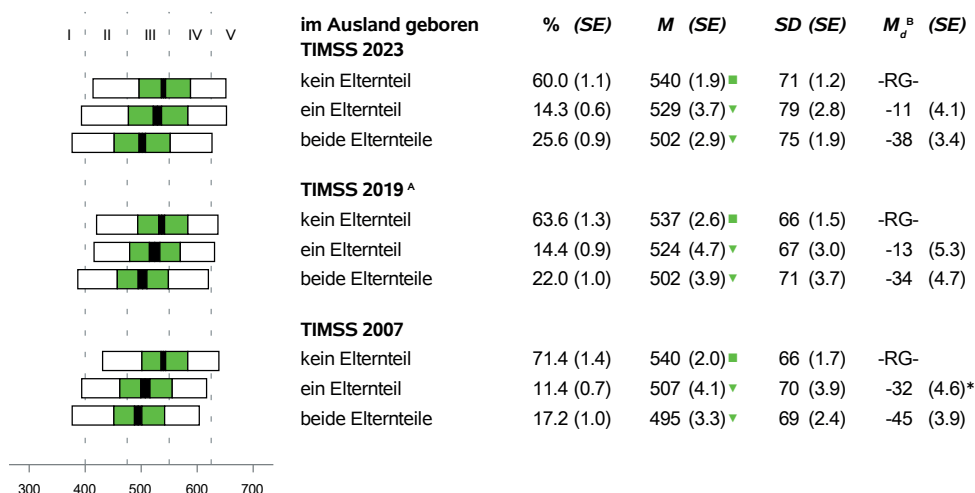 I II III IV V
im Ausland geboren % (SE) M (SE) SD (SE) M_d^B (SE)
TIMSS 2023
kein Elternteil 60.0 (1.1) 540 (1.9)■ 71 (1.2) -RG-
ein Elternteil 14.3 (0.6) 529 (3.7)▼ 79 (2.8) -11 (4.1)
beide Elternteile 25.6 (0.9) 502 (2.9)▼ 75 (1.9) -38 (3.4)
TIMSS 2019 A
kein Elternteil 63.6 (1.3) 537 (2.6)■ 66 (1.5) -RG-
ein Elternteil 14.4 (0.9) 524 (4.7)▼ 67 (3.0) -13 (5.3)
beide Elternteile 22.0 (1.0) 502 (3.9)▼ 71 (3.7) -34 (4.7)
TIMSS 2007
kein Elternteil 71.4 (1.4) 540 (2.0)■ 66 (1.7) -RG-
ein Elternteil 11.4 (0.7) 507 (4.1)▼ 70 (3.9) -32 (4.6)*
beide Elternteile 17.2 (1.0) 495 (3.3)▼ 69 (2.4) -45 (3.9)
300 400 500 600 700